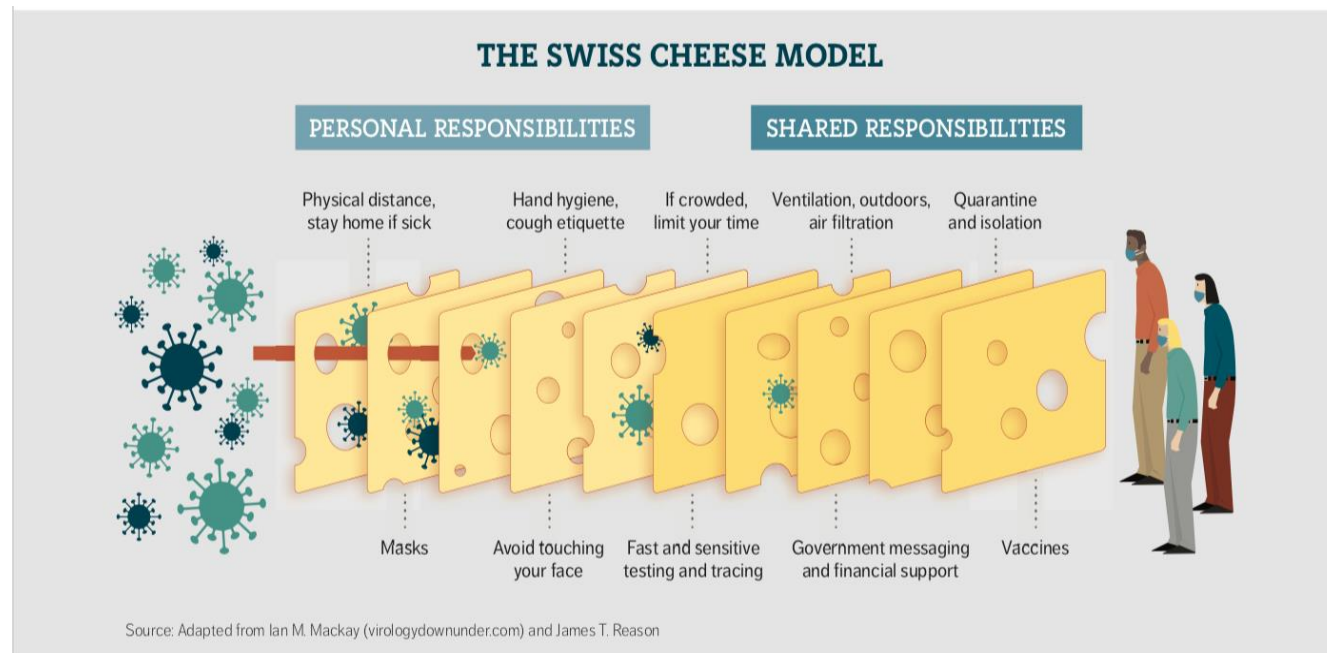 THE SWISS CHEESE MODEL
PERSONAL RESPONSIBILITIES
SHARED RESPONSIBILITIES
Physical distance,
stay home if sick
Hand hygiene,
cough etiquette
If crowded,
limit your time
Ventilation, outdoors,
air filtration
Quarantine
and isolation
Masks
Avoid touching
your face
Fast and sensitive
testing and tracing
Government messaging
and financial support
Vaccines
Source: Adapted from Ian M. Mackay (virologydownunder.com) and James T. Reason